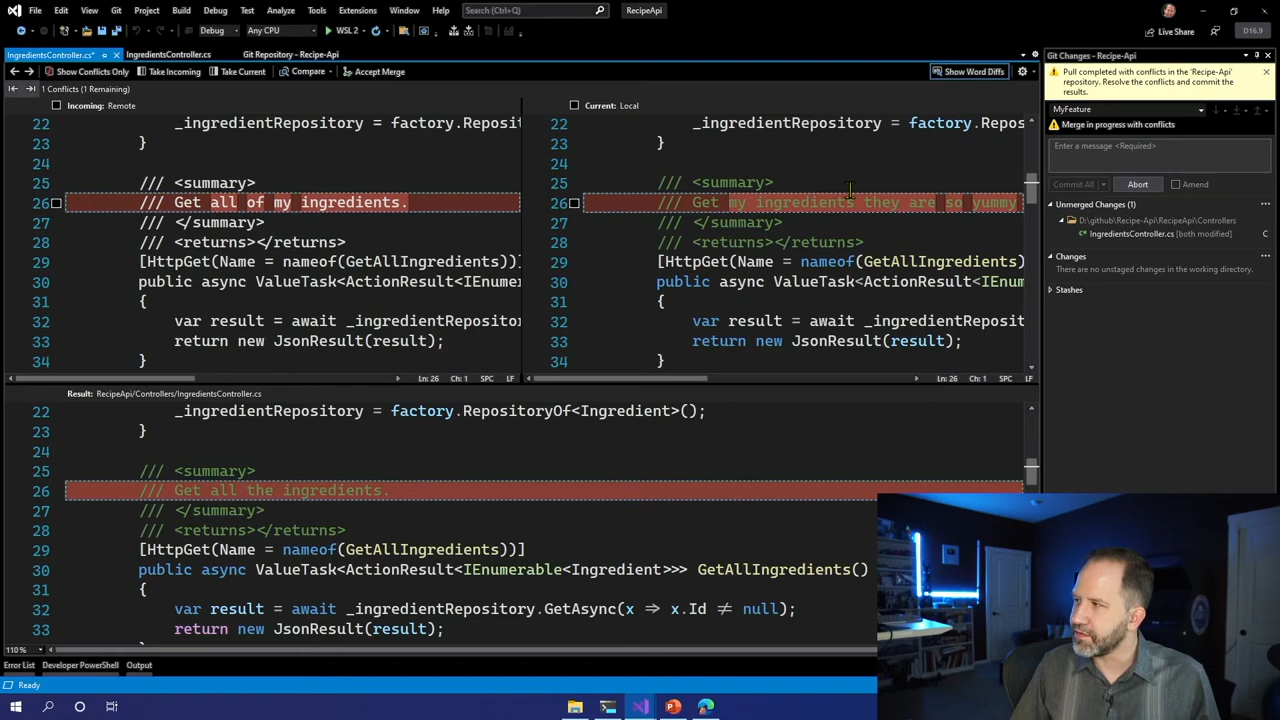 File Edit View Git Project Build Debug Test Analyze Tools Extensions Window Help Search (Ctrl+Q) RecipeApi
Debug Any CPU WSL 2 Live Share D16.9
IngredientsController.cs* IngredientsController.cs Git Repository - Recipe-Api
Show Conflicts Only Take Incoming Take Current Compare Accept Merge Show Word Diffs
1 Conflicts (1 Remaining)
Incoming: Remote
22 _ingredientRepository = factory.Reposit
23 }
24
25 /// <summary>
26 /// Get all of my ingredients.
27 /// </summary>
28 /// <returns></returns>
29 [HttpGet(Name = nameof(GetAllIngredients))]
30 public async ValueTask<ActionResult<IEnumer
31 {
32 var result = await _ingredientRepositor
33 return new JsonResult(result);
34 }
Ln: 26 Ch: 1 SPC LF
Current: Local
22 _ingredientRepository = factory.Repos
23 }
24
25 /// <summary>
26 /// Get my ingredients they are so yummy
27 /// </summary>
28 /// <returns></returns>
29 [HttpGet(Name = nameof(GetAllIngredients)
30 public async ValueTask<ActionResult<IEnum
31 {
32 var result = await _ingredientReposit
33 return new JsonResult(result);
34 }
Ln: 26 Ch: 1 SPC LF
Result: RecipeApi/Controllers/IngredientsController.cs
22 _ingredientRepository = factory.RepositoryOf<Ingredient>();
23 }
24
25 /// <summary>
26 /// Get all the ingredients.
27 /// </summary>
28 /// <returns></returns>
29 [HttpGet(Name = nameof(GetAllIngredients))]
30 public async ValueTask<ActionResult<IEnumerable<Ingredient>>> GetAllIngredients()
31 {
32 var result = await _ingredientRepository.GetAsync(x => x.Id ≠ null);
33 return new JsonResult(result);
110 %
Git Changes - Recipe-Api
Pull completed with conflicts in the 'Recipe-Api'
repository. Resolve the conflicts and commit the
results.
MyFeature
Merge in progress with conflicts
Enter a message <Required>
Commit All Abort Amend
Unmerged Changes (1)
D:\github\Recipe-Api\RecipeApi\Controllers
IngredientsController.cs [both modified] C
Changes
There are no unstaged changes in the working directory.
Stashes
Error List Developer PowerShell Output
Ready